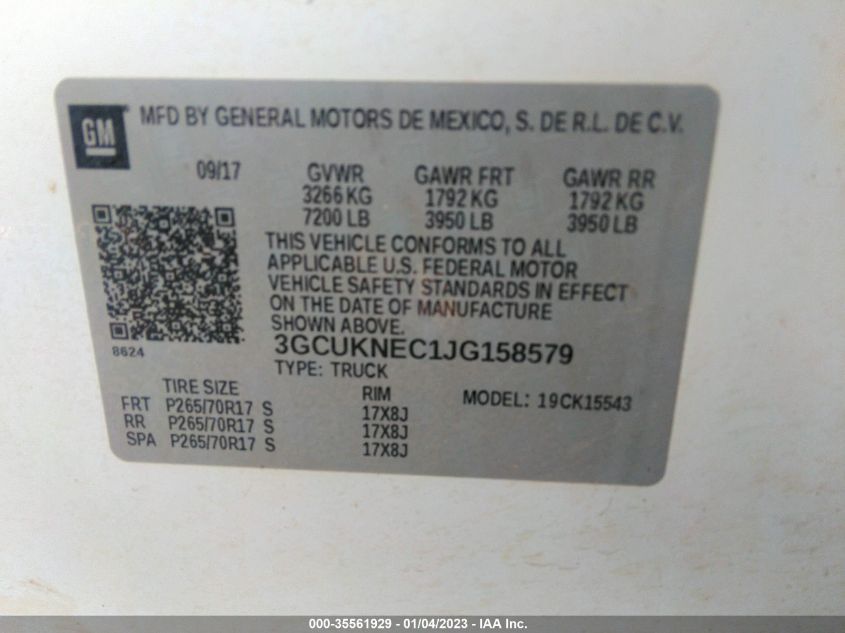 GM
MFD BY GENERAL MOTORS DE MEXICO, S. DE R.L. DE C.V.
09/17 GVWR GAWR FRT GAWR RR
3266 KG 1792 KG 1792 KG
7200 LB 3950 LB 3950 LB
THIS VEHICLE CONFORMS TO ALL
APPLICABLE U.S. FEDERAL MOTOR
VEHICLE SAFETY STANDARDS IN EFFECT
ON THE DATE OF MANUFACTURE
SHOWN ABOVE.
8624
3GCUKNEC1JG158579
TYPE: TRUCK
TIRE SIZE RIM MODEL: 19CK15543
FRT P265/70R17 S 17X8J
RR P265/70R17 S 17X8J
SPA P265/70R17 S 17X8J
000-35561929 - 01/04/2023 - IAA Inc.